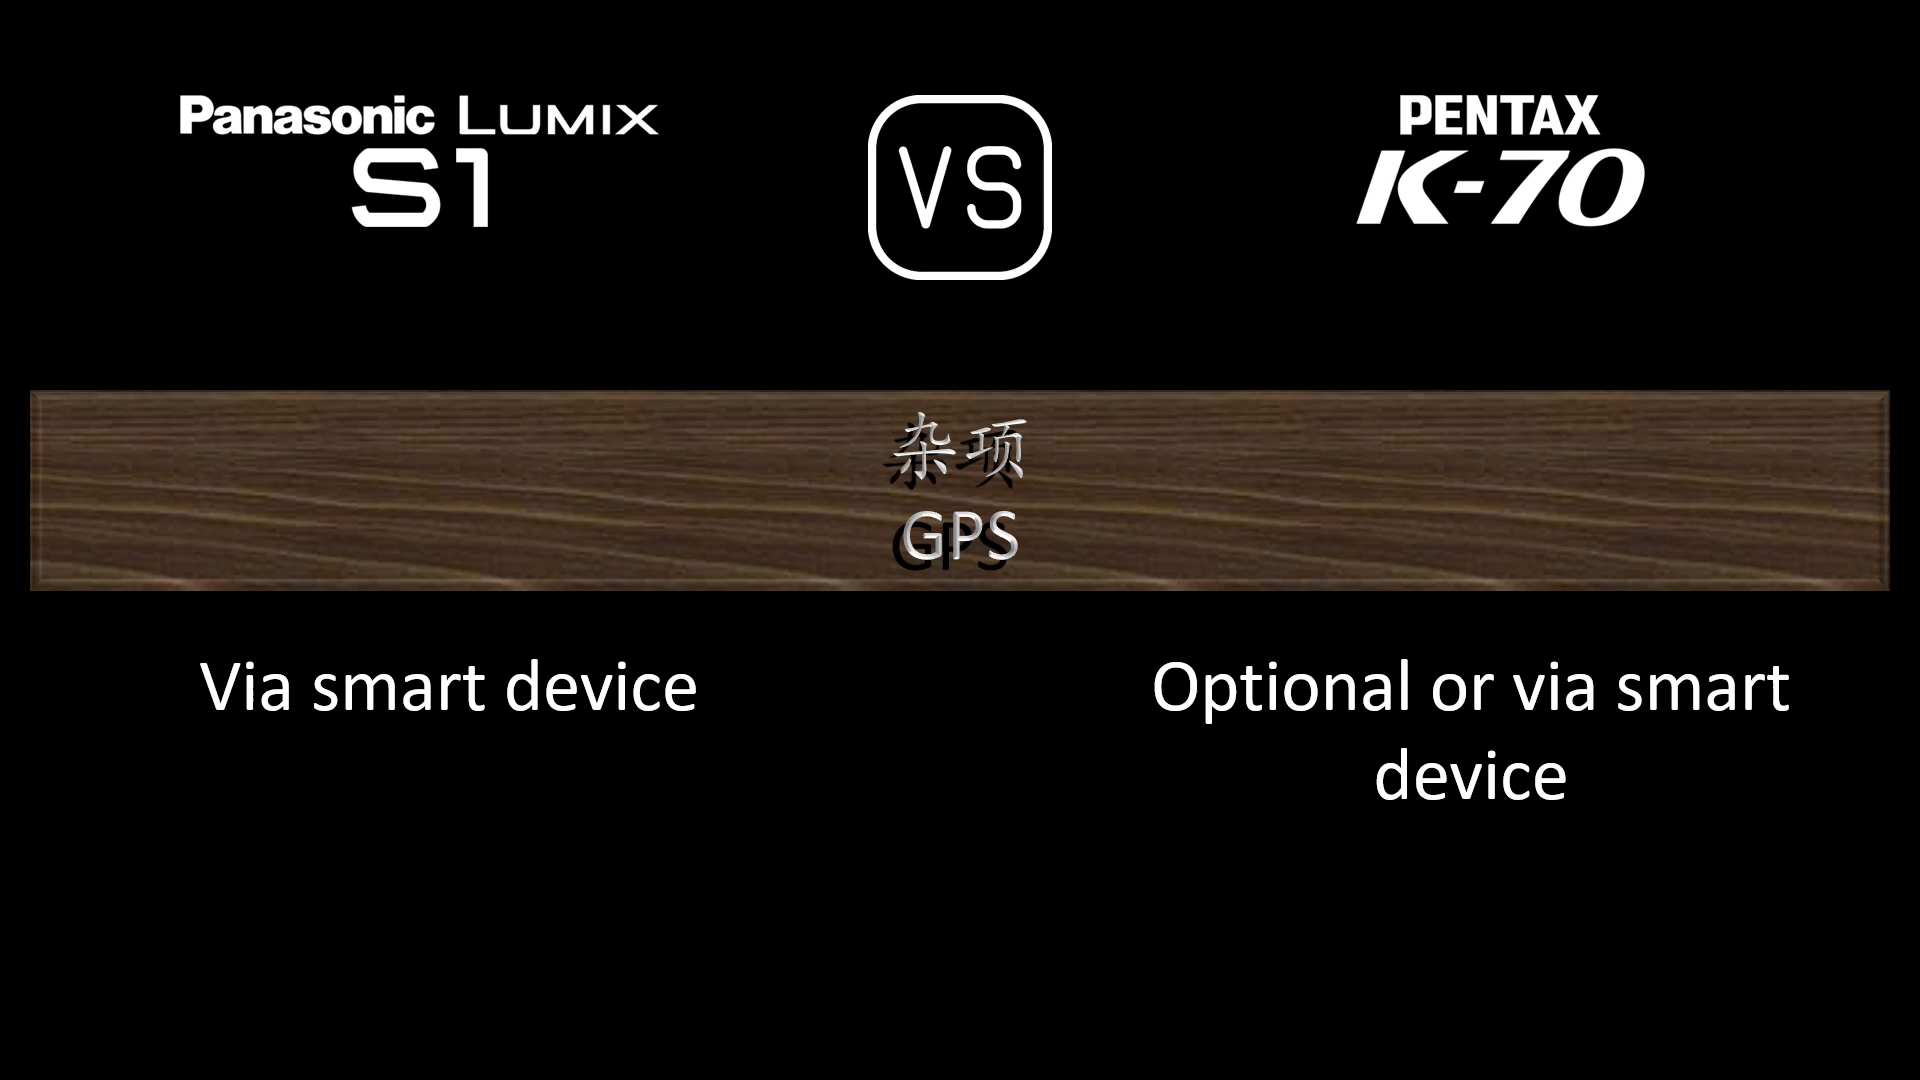 Panasonic LUMIX
S1
VS
PENTAX
K-70
杂项
GPS
Via smart device
Optional or via smart
device